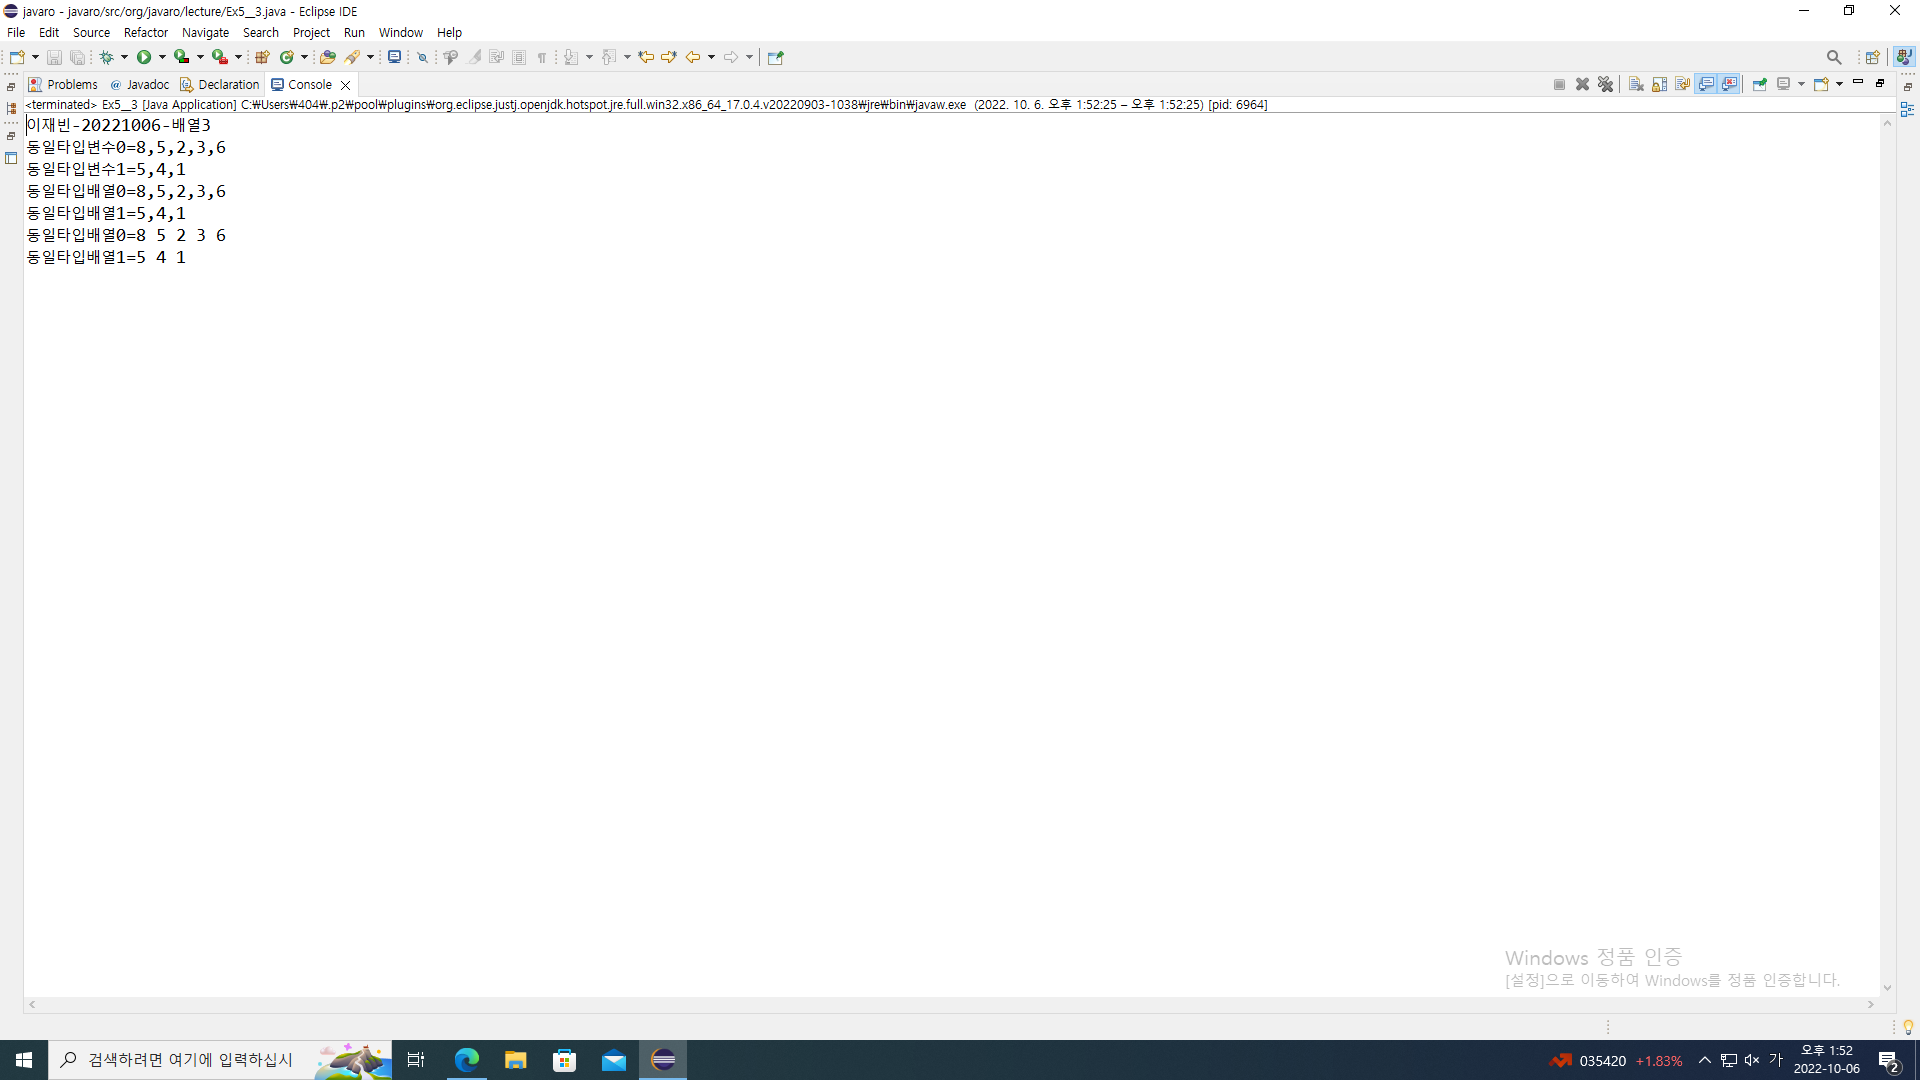 javaro - javaro/src/org/javaro/lecture/Ex5__3.java - Eclipse IDE
File Edit Source Refactor Navigate Search Project Run Window Help
Problems @ Javadoc Declaration Console
<terminated> Ex5__3 [Java Application] C:₩Users₩404₩.p2₩pool₩plugins₩org.eclipse.justj.openjdk.hotspot.jre.full.win32.x86_64_17.0.4.v20220903-1038₩jre₩bin₩javaw.exe (2022. 10. 6. 오후 1:52:25 – 오후 1:52:25) [pid: 6964]
이재빈-20221006-배열3
동일타입변수0=8,5,2,3,6
동일타입변수1=5,4,1
동일타입배열0=8,5,2,3,6
동일타입배열1=5,4,1
동일타입배열0=8 5 2 3 6
동일타입배열1=5 4 1
Windows 정품 인증
[설정]으로 이동하여 Windows를 정품 인증합니다.
검색하려면 여기에 입력하십시
035420 +1.83% 가 오후 1:52
2022-10-06 2